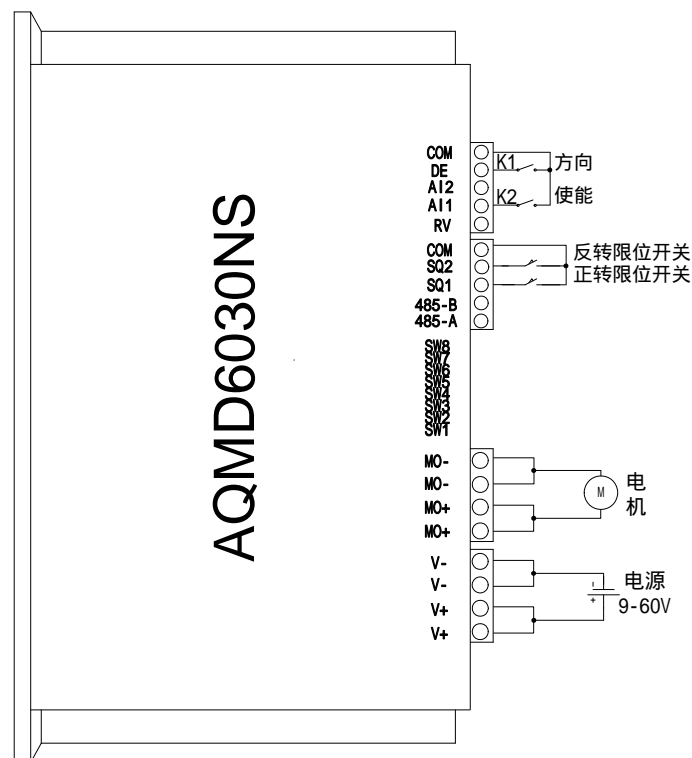 AQMD6030NS
COM
DE
AI2
AI1
RV
K1
方向
K2
使能
COM
SQ2
SQ1
485-B
485-A
反转限位开关
正转限位开关
SW8
SW7
SW6
SW5
SW4
SW3
SW2
SW1
MO-
MO-
MO+
MO+
M
电
机
V-
V-
V+
V+
-
+
电源
9-60V